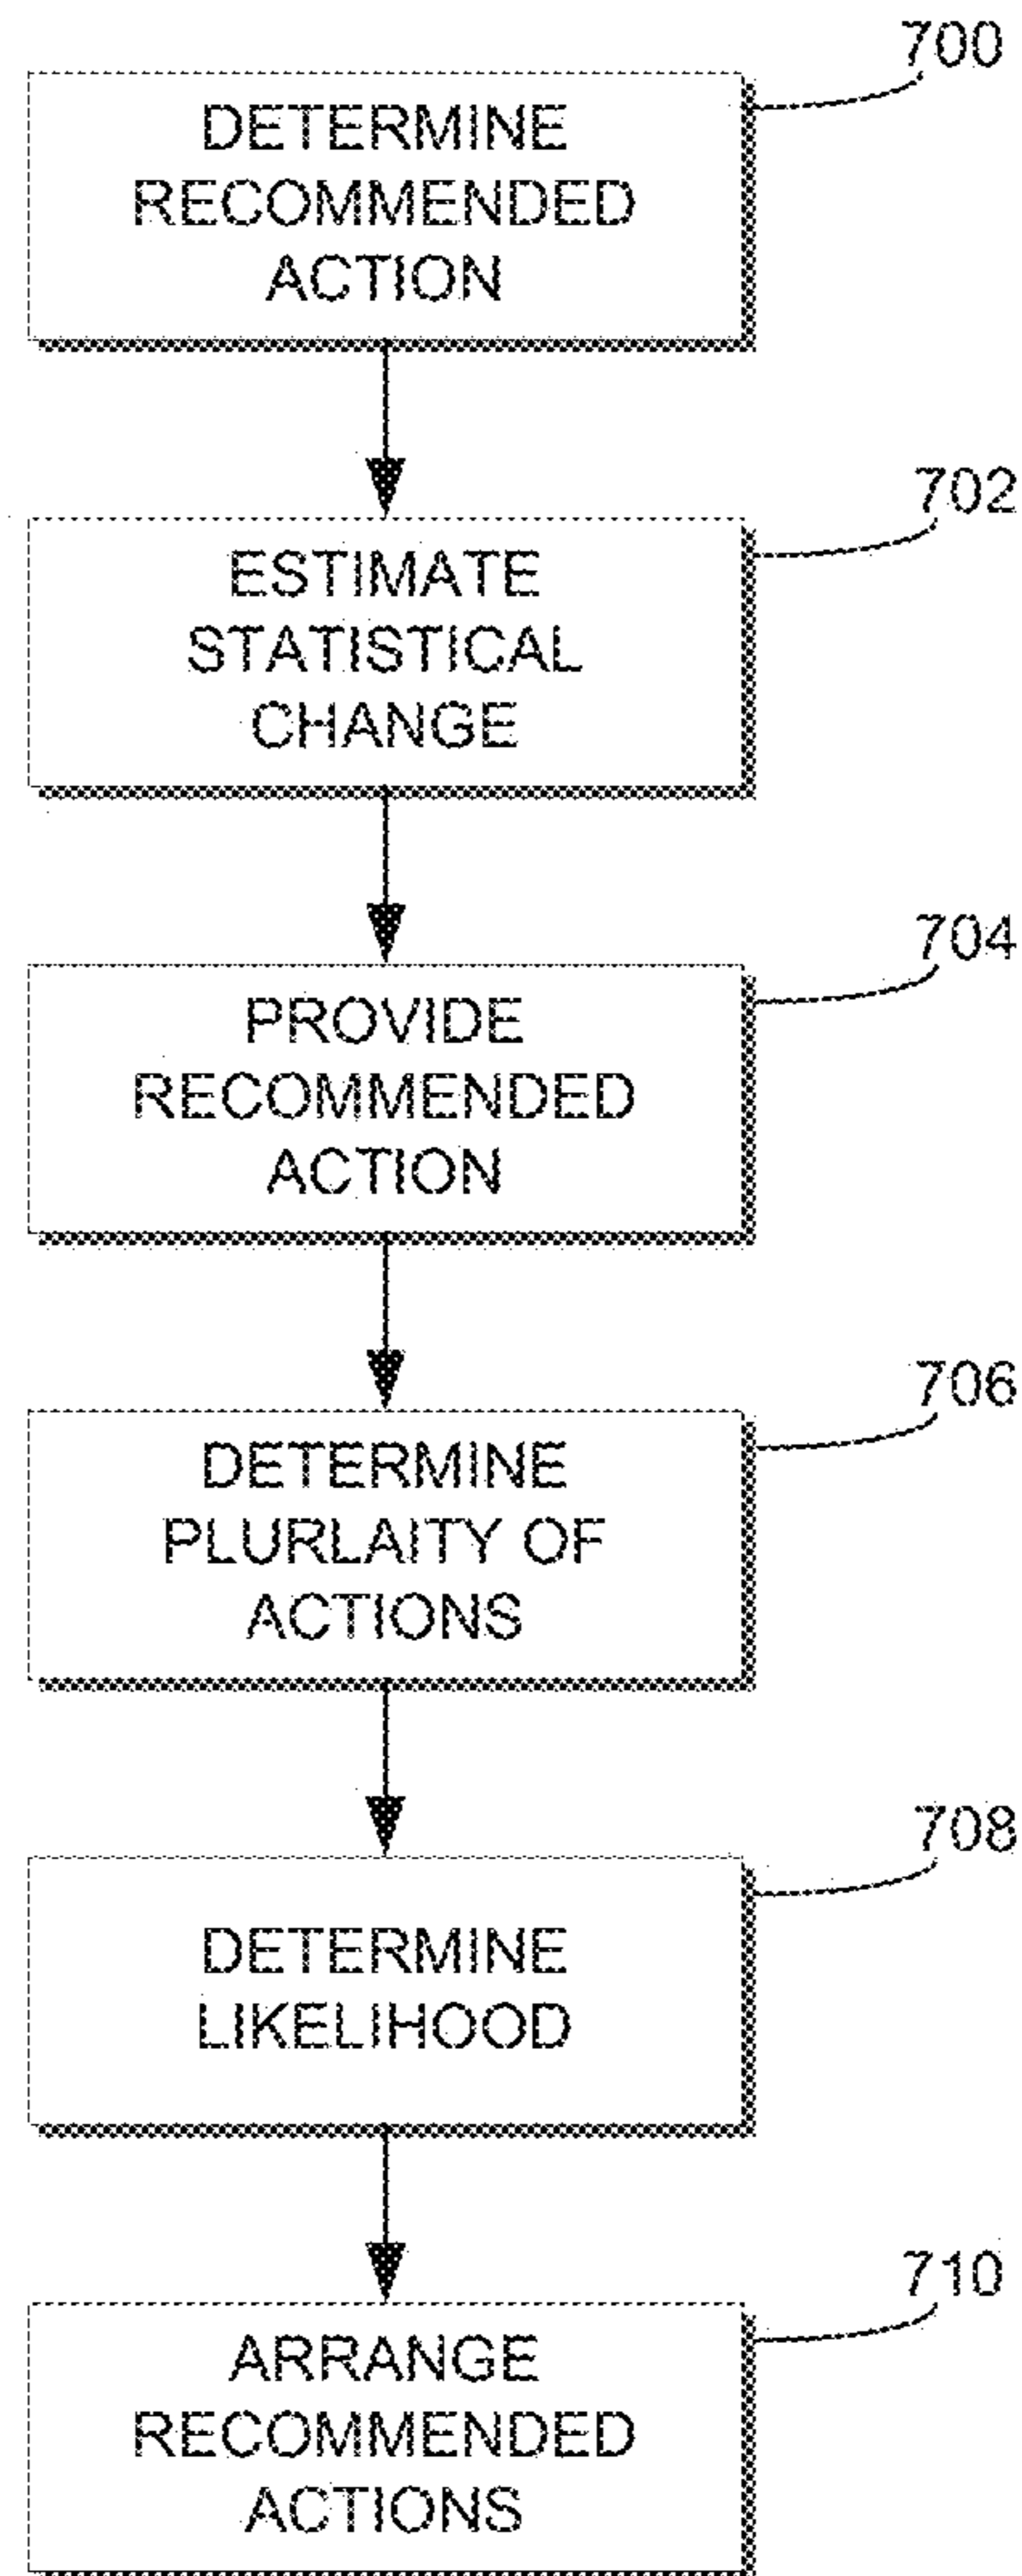 700
DETERMINE
RECOMMENDED
ACTION
702
ESTIMATE
STATISTICAL
CHANGE
704
PROVIDE
RECOMMENDED
ACTION
706
DETERMINE
PLURLAITY OF
ACTIONS
708
DETERMINE
LIKELIHOOD
710
ARRANGE
RECOMMENDED
ACTIONS